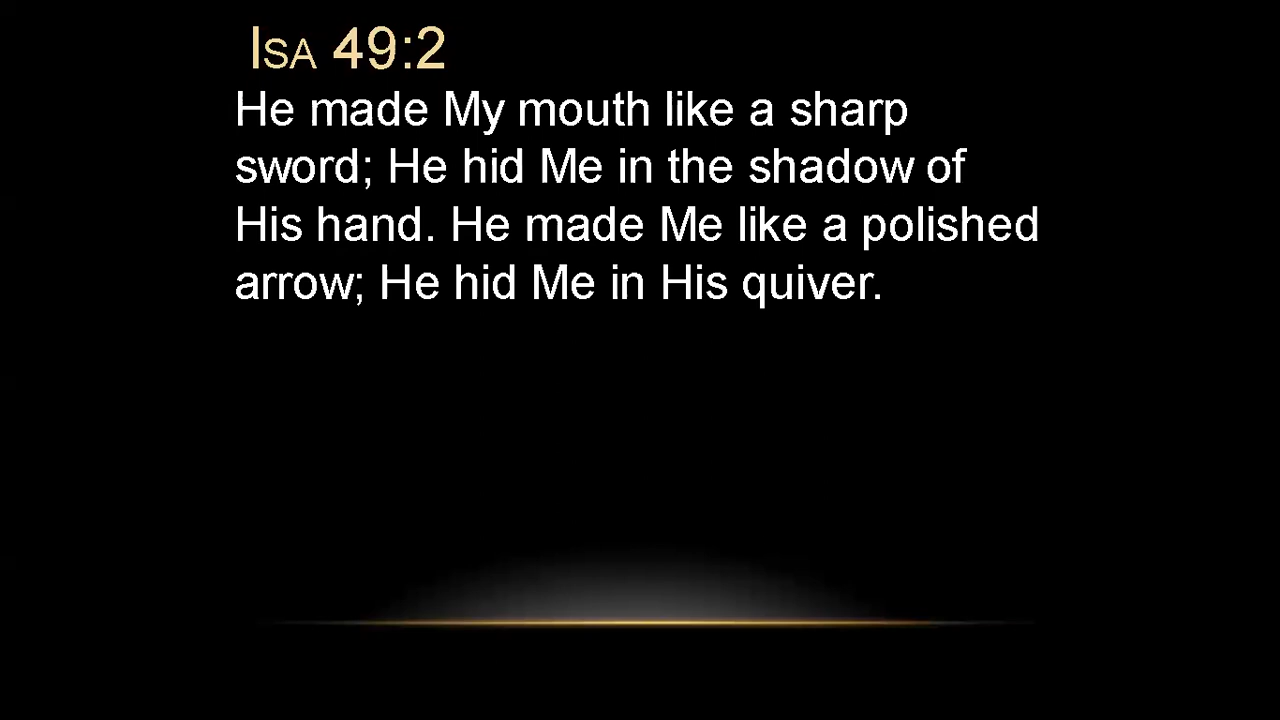 Isa 49:2
He made My mouth like a sharp
sword; He hid Me in the shadow of
His hand. He made Me like a polished
arrow; He hid Me in His quiver.